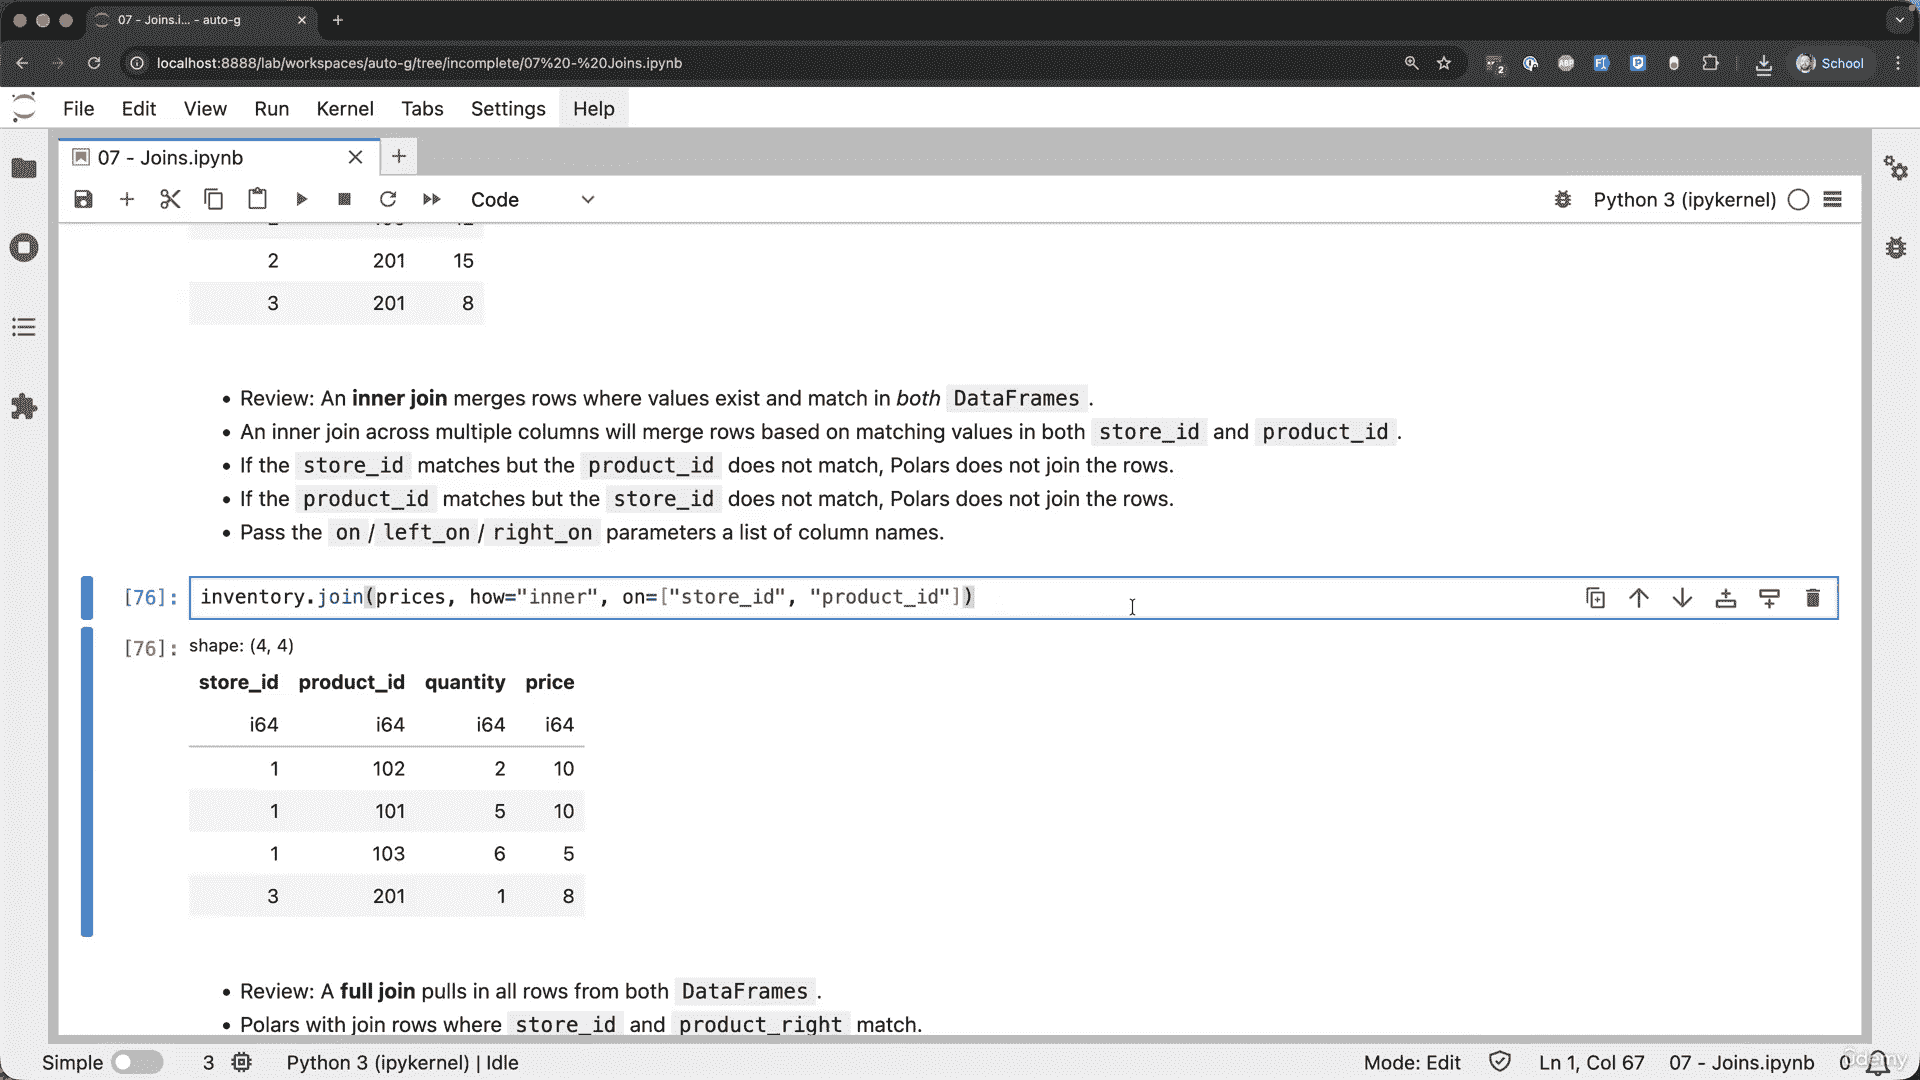 07 - Joins.i... - auto-g
localhost:8888/lab/workspaces/auto-g/tree/incomplete/07%20-%20Joins.ipynb
School
File Edit View Run Kernel Tabs Settings Help
07 - Joins.ipynb
Code
Python 3 (ipykernel)
2 201 15
3 201 8
• Review: An inner join merges rows where values exist and match in both DataFrames.
• An inner join across multiple columns will merge rows based on matching values in both store_id and product_id.
• If the store_id matches but the product_id does not match, Polars does not join the rows.
• If the product_id matches but the store_id does not match, Polars does not join the rows.
• Pass the on / left_on / right_on parameters a list of column names.
[76]: inventory.join(prices, how="inner", on=["store_id", "product_id"])
[76]: shape: (4, 4)
store_id product_id quantity price
i64 i64 i64 i64
1 102 2 10
1 101 5 10
1 103 6 5
3 201 1 8
• Review: A full join pulls in all rows from both DataFrames.
• Polars with join rows where store_id and product_right match.
Simple 3 Python 3 (ipykernel) | Idle Mode: Edit Ln 1, Col 67 07 - Joins.ipynb 0
Udemy